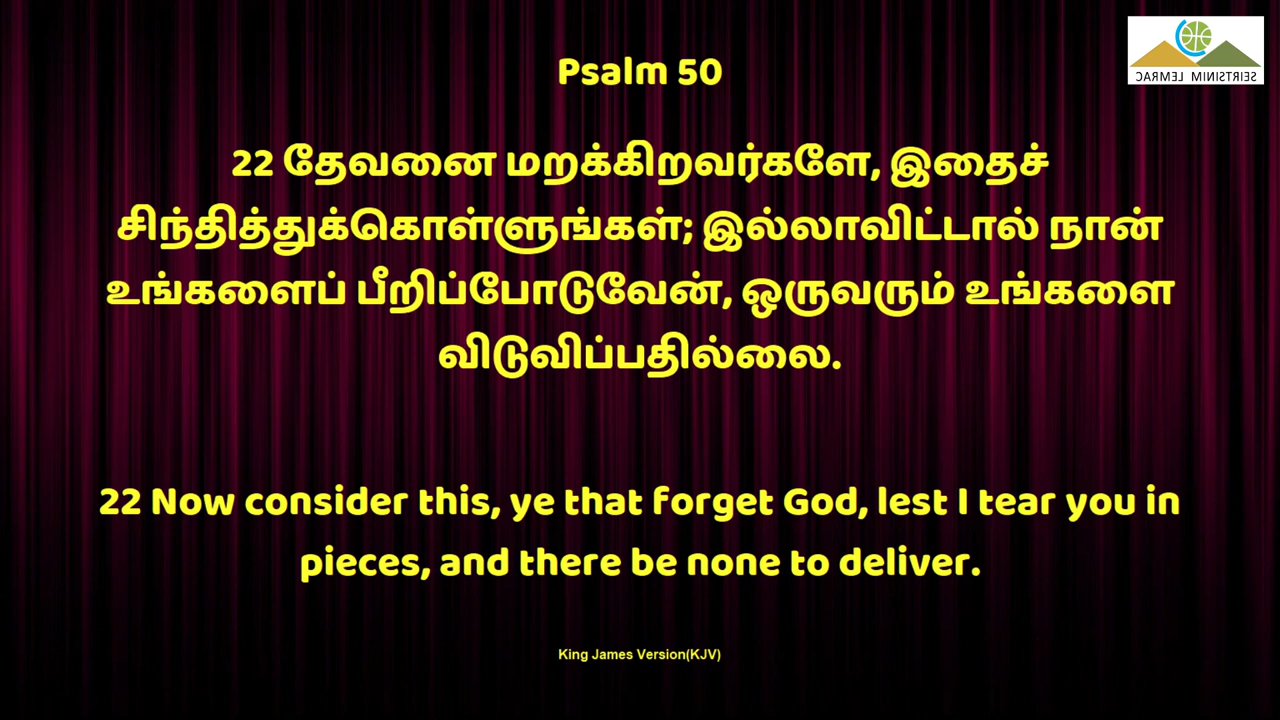 Psalm 50
CARMEL MINISTRIES
22 தேவனை மறக்கிறவர்களே, இதைச்
சிந்தித்துக்கொள்ளுங்கள்; இல்லாவிட்டால் நான்
உங்களைப் பீறிப்போடுவேன், ஒருவரும் உங்களை
விடுவிப்பதில்லை.
22 Now consider this, ye that forget God, lest I tear you in
pieces, and there be none to deliver.
King James Version(KJV)